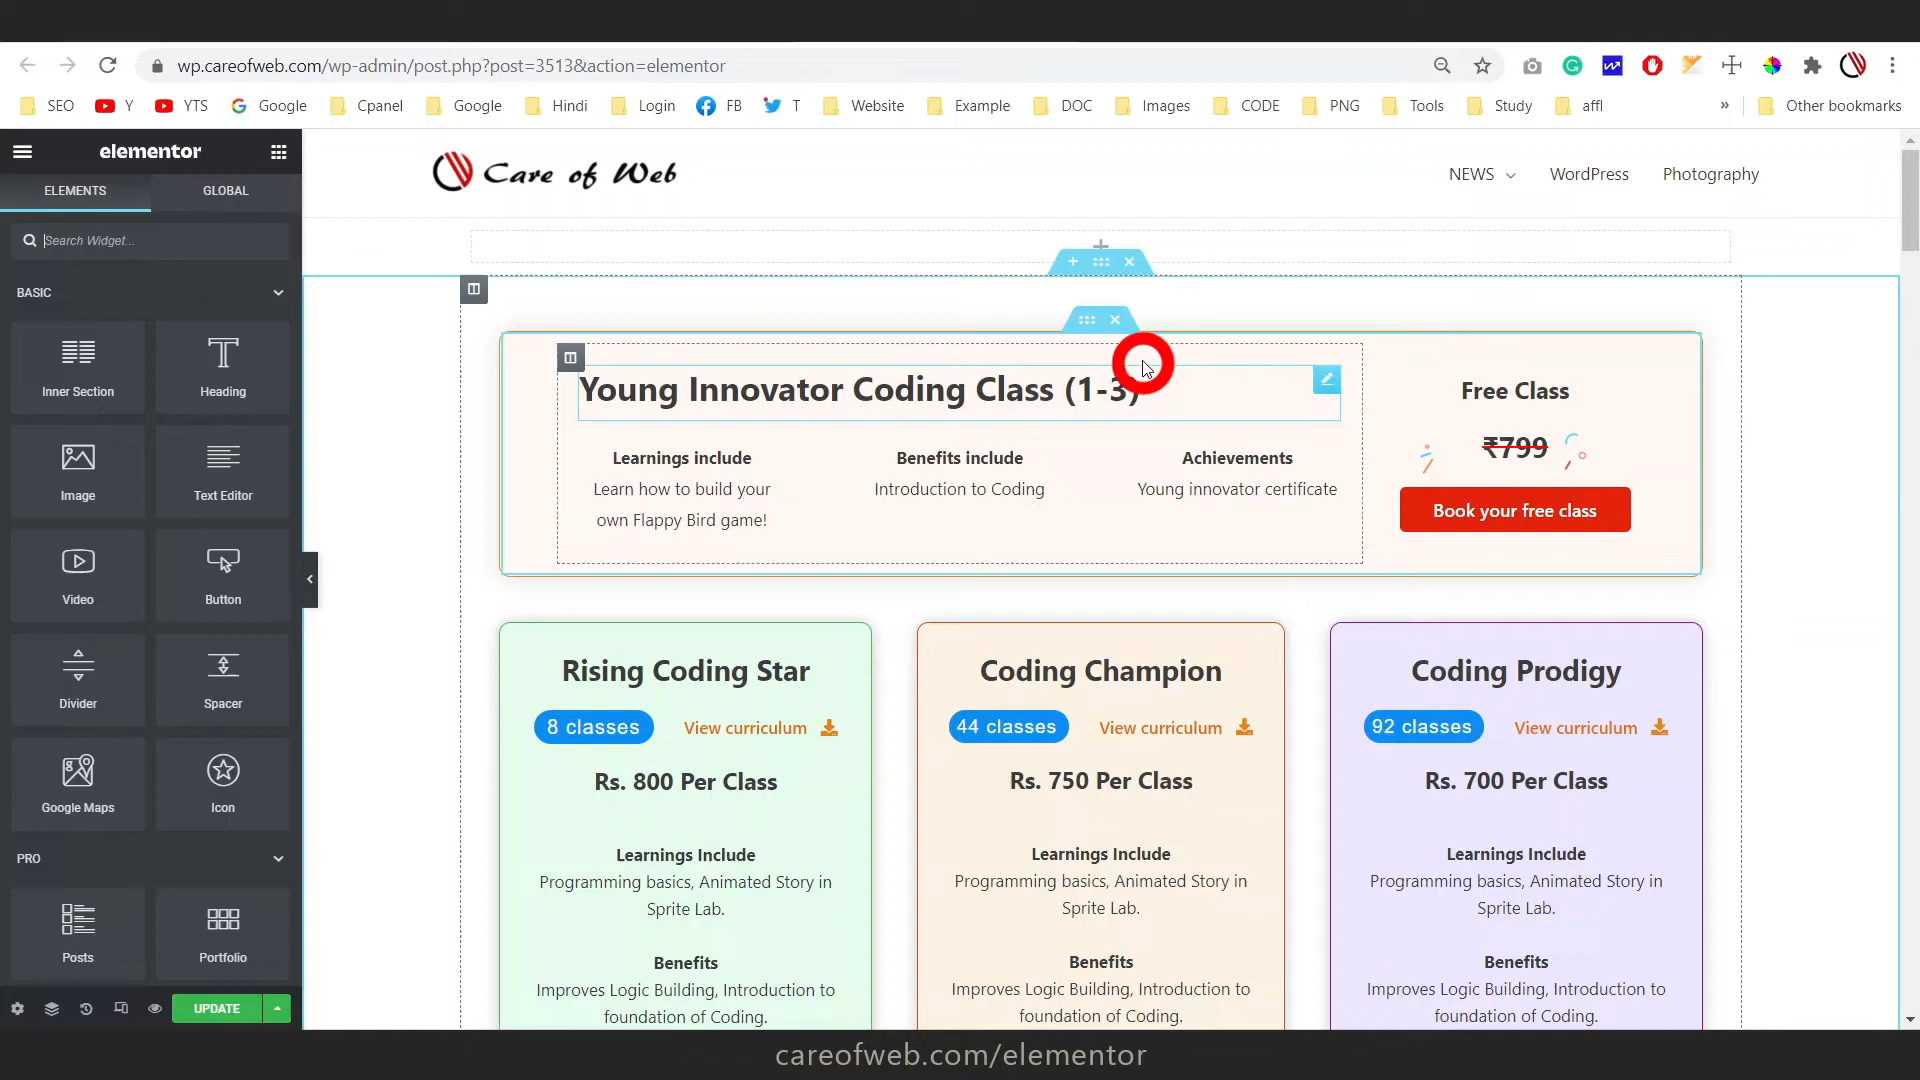 wp.careofweb.com/wp-admin/post.php?post=3513&action=elementor
SEO Y YTS Google Cpanel Google Hindi Login FB T Website Example DOC Images CODE PNG Tools Study affl » Other bookmarks
elementor
ELEMENTS GLOBAL
Search Widget...
BASIC
Inner Section Heading
Image Text Editor
Video Button
Divider Spacer
Google Maps Icon
PRO
Posts Portfolio
UPDATE
Care of Web
NEWS WordPress Photography
Young Innovator Coding Class (1-3)
Learnings include
Learn how to build your
own Flappy Bird game!
Benefits include
Introduction to Coding
Achievements
Young innovator certificate
Free Class
₹799
Book your free class
Rising Coding Star
8 classes View curriculum
Rs. 800 Per Class
Learnings Include
Programming basics, Animated Story in
Sprite Lab.
Benefits
Improves Logic Building, Introduction to
foundation of Coding.
Coding Champion
44 classes View curriculum
Rs. 750 Per Class
Learnings Include
Programming basics, Animated Story in
Sprite Lab.
Benefits
Improves Logic Building, Introduction to
foundation of Coding.
Coding Prodigy
92 classes View curriculum
Rs. 700 Per Class
Learnings Include
Programming basics, Animated Story in
Sprite Lab.
Benefits
Improves Logic Building, Introduction to
foundation of Coding.
careofweb.com/elementor